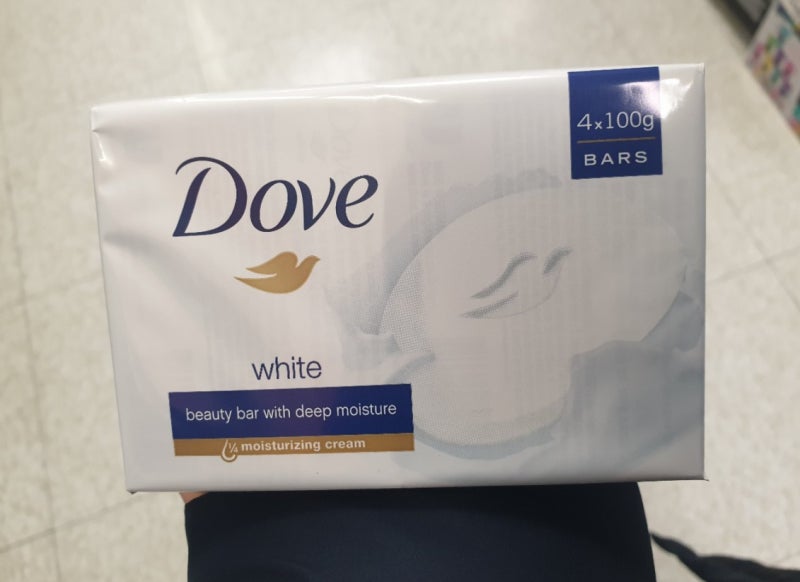 4x100g
BARS
Dove
white
beauty bar with deep moisture
¼ moisturizing cream